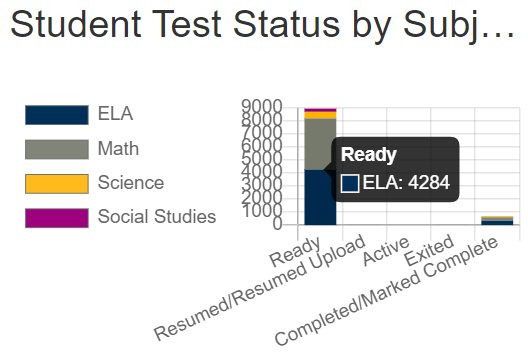 Student Test Status by Subj…
ELA
Math
Science
Social Studies
9000
8000
7000
6000
5000
4000
3000
2000
1000
0
Ready
ELA: 4284
Ready
Resumed/Resumed Upload
Active
Exited
Completed/Marked Complete